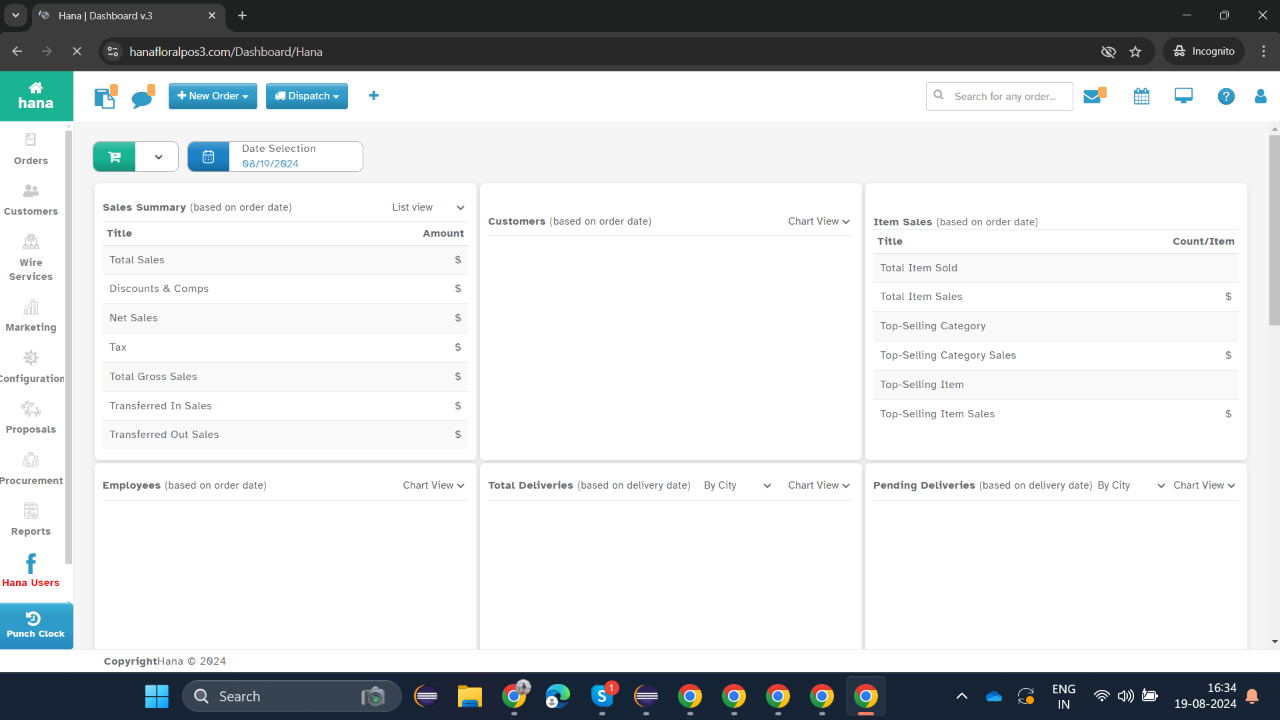 Hana | Dashboard v.3
hanafloralpos3.com/Dashboard/Hana
Incognito
hana
New Order
Dispatch
Search for any order...
Orders
Customers
Wire
Services
Marketing
Configuration
Proposals
Procurement
Reports
Hana Users
Punch Clock
Date Selection
08/19/2024
Sales Summary (based on order date) List view
Title Amount
Total Sales $
Discounts & Comps $
Net Sales $
Tax $
Total Gross Sales $
Transferred In Sales $
Transferred Out Sales $
Customers (based on order date) Chart View
Item Sales (based on order date)
Title Count/Item
Total Item Sold
Total Item Sales $
Top-Selling Category
Top-Selling Category Sales $
Top-Selling Item
Top-Selling Item Sales $
Employees (based on order date) Chart View
Total Deliveries (based on delivery date) By City Chart View
Pending Deliveries (based on delivery date) By City Chart View
CopyrightHana © 2024
Search
1
ENG
IN
16:34
19-08-2024